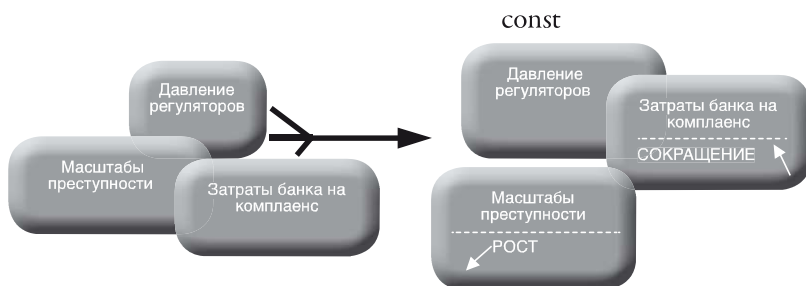 const
Давление
регуляторов
Масштабы
преступности
Затраты банка на
комплаенс
Давление
регуляторов
Затраты банка на
комплаенс
СОКРАЩЕНИЕ
Масштабы
преступности
РОСТ